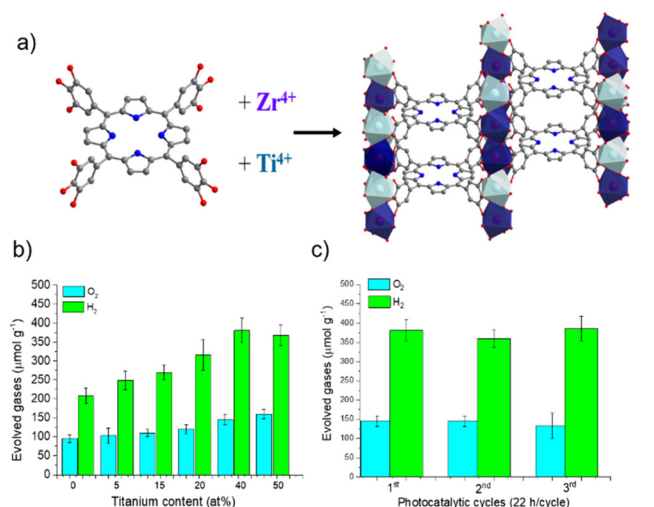 a)
+ Zr4+
+ Ti4+
b)
O2
H2
Evolved gases (μmol g-1)
500
450
400
350
300
250
200
150
100
50
0
0 5 15 20 40 50
Titanium content (at%)
c)
O2
H2
Evolved gases (μmol g-1)
500
450
400
350
300
250
200
150
100
50
0
1st 2nd 3rd
Photocatalytic cycles (22 h/cycle)